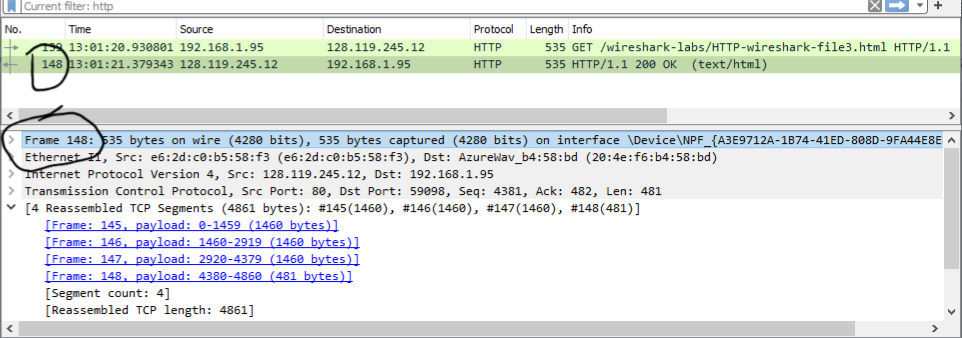 Current filter: http
No. Time Source Destination Protocol Length Info
139 13:01:20.930801 192.168.1.95 128.119.245.12 HTTP 535 GET /wireshark-labs/HTTP-wireshark-file3.html HTTP/1.1
148 13:01:21.379343 128.119.245.12 192.168.1.95 HTTP 535 HTTP/1.1 200 OK (text/html)
Frame 148: 535 bytes on wire (4280 bits), 535 bytes captured (4280 bits) on interface \Device\NPF_{A3E9712A-1B74-41ED-808D-9FA44E8E
Ethernet II, Src: e6:2d:c0:b5:58:f3 (e6:2d:c0:b5:58:f3), Dst: AzureWav_b4:58:bd (20:4e:f6:b4:58:bd)
Internet Protocol Version 4, Src: 128.119.245.12, Dst: 192.168.1.95
Transmission Control Protocol, Src Port: 80, Dst Port: 59098, Seq: 4381, Ack: 482, Len: 481
[4 Reassembled TCP Segments (4861 bytes): #145(1460), #146(1460), #147(1460), #148(481)]
[Frame: 145, payload: 0-1459 (1460 bytes)]
[Frame: 146, payload: 1460-2919 (1460 bytes)]
[Frame: 147, payload: 2920-4379 (1460 bytes)]
[Frame: 148, payload: 4380-4860 (481 bytes)]
[Segment count: 4]
[Reassembled TCP length: 4861]